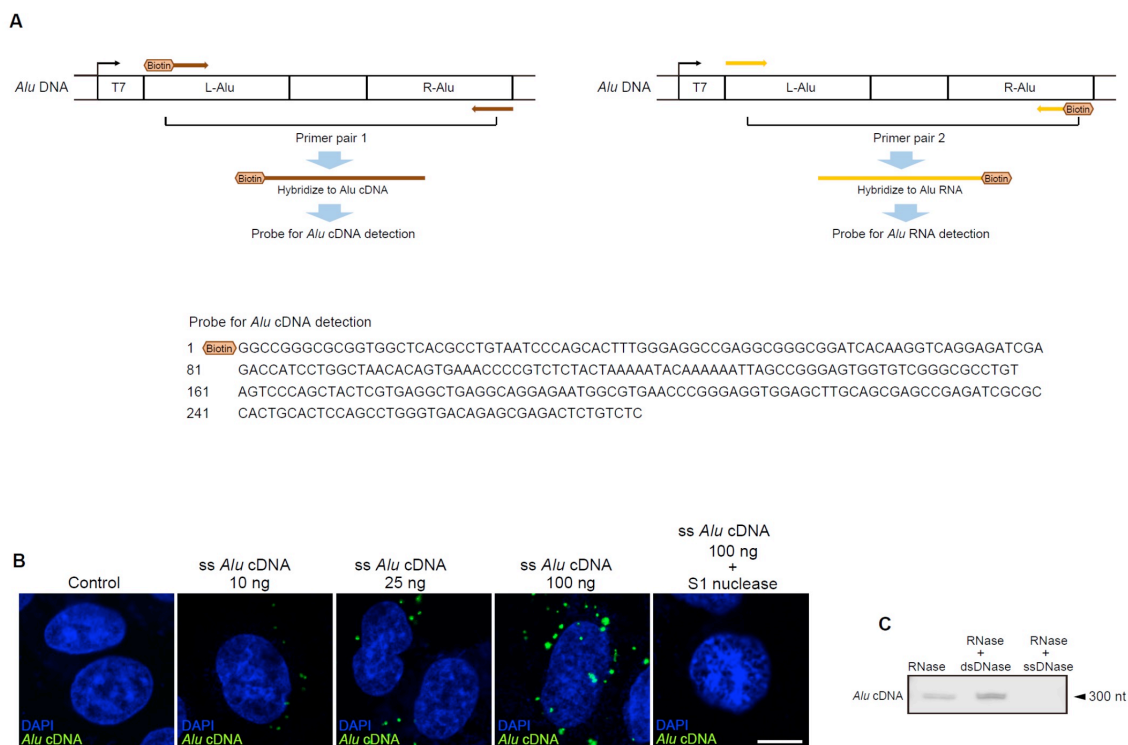 A
Biotin
Alu DNA
T7
L-Alu
R-Alu
Primer pair 1
Biotin
Hybridize to Alu cDNA
Probe for Alu cDNA detection
Alu DNA
T7
L-Alu
R-Alu
Biotin
Primer pair 2
Biotin
Hybridize to Alu RNA
Probe for Alu RNA detection
Probe for Alu cDNA detection
1 Biotin GGCCGGGCGCGGTGGCTCACGCCTGTAATCCCAGCACTTTGGGAGGCCGAGGCGGGCGGATCACAAGGTCAGGAGATCGA
81 GACCATCCTGGCTAACACAGTGAAACCCCGTCTCTACTAAAAATACAAAAAATTAGCCGGGAGTGGTGTCGGGCGCCTGT
161 AGTCCCAGCTACTCGTGAGGCTGAGGCAGGAGAATGGCGTGAACCCGGGAGGTGGAGCTTGCAGCGAGCCGAGATCGCGC
241 CACTGCACTCCAGCCTGGGTGACAGAGCGAGACTCTGTCTC
B
Control
DAPI
Alu cDNA
ss Alu cDNA
10 ng
DAPI
Alu cDNA
ss Alu cDNA
25 ng
DAPI
Alu cDNA
ss Alu cDNA
100 ng
DAPI
Alu cDNA
ss Alu cDNA
100 ng
+
S1 nuclease
DAPI
Alu cDNA
C
RNase
RNase
+
dsDNase
RNase
+
ssDNase
Alu cDNA
300 nt